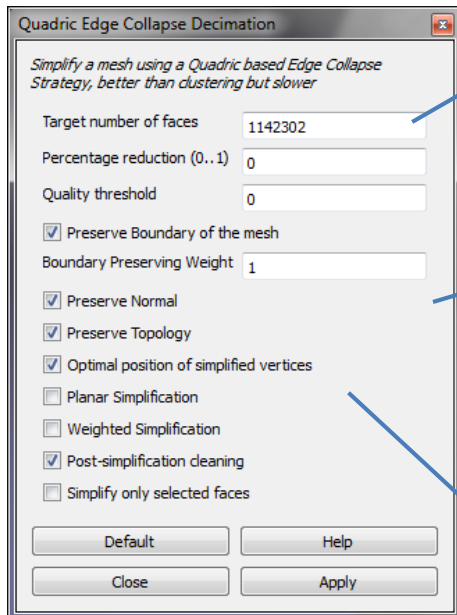 Quadric Edge Collapse Decimation
Simplify a mesh using a Quadric based Edge Collapse
Strategy, better than clustering but slower
Target number of faces 1142302
Percentage reduction (0..1) 0
Quality threshold 0
Preserve Boundary of the mesh
Boundary Preserving Weight 1
Preserve Normal
Preserve Topology
Optimal position of simplified vertices
Planar Simplification
Weighted Simplification
Post-simplification cleaning
Simplify only selected faces
Default Help
Close Apply